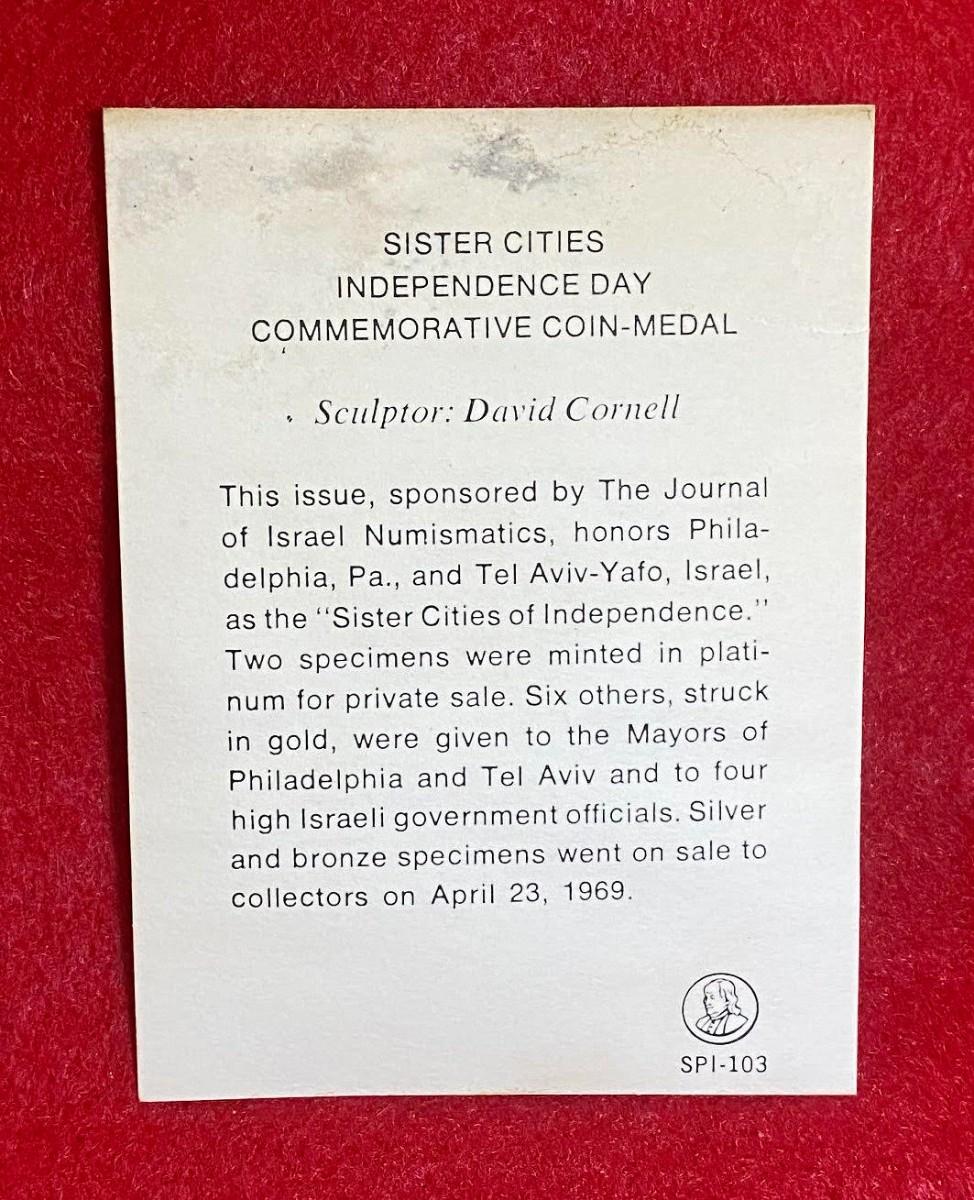 SISTER CITIES
INDEPENDENCE DAY
COMMEMORATIVE COIN-MEDAL
Sculptor: David Cornell
This issue, sponsored by The Journal
of Israel Numismatics, honors Phila-
delphia, Pa., and Tel Aviv-Yafo, Israel,
as the "Sister Cities of Independence."
Two specimens were minted in plati-
num for private sale. Six others, struck
in gold, were given to the Mayors of
Philadelphia and Tel Aviv and to four
high Israeli government officials. Silver
and bronze specimens went on sale to
collectors on April 23, 1969.
SPI-103